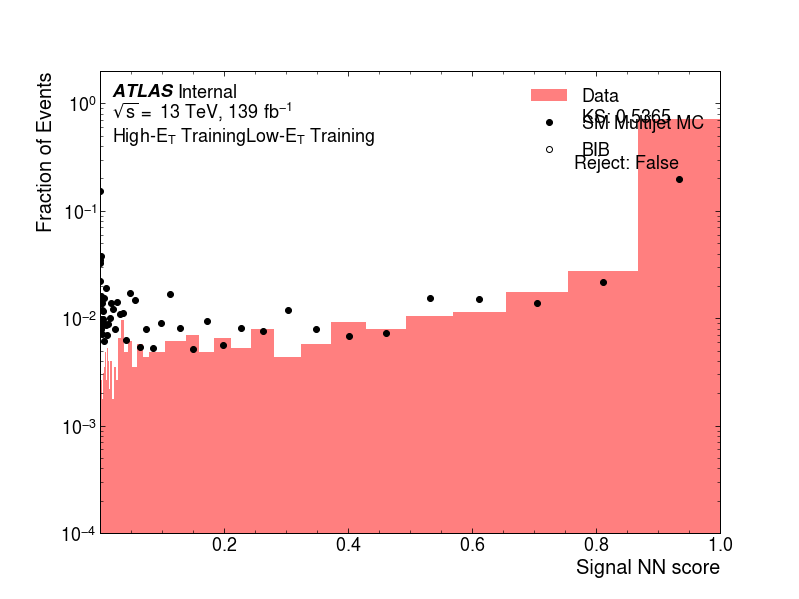 ATLAS Internal
√s = 13 TeV, 139 fb⁻¹
High-E_T TrainingLow-E_T Training
Data
KS: 0.5365
SM Multijet MC
BIB
Reject: False
Fraction of Events
10⁰
10⁻¹
10⁻²
10⁻³
10⁻⁴
0.2 0.4 0.6 0.8 1.0
Signal NN score